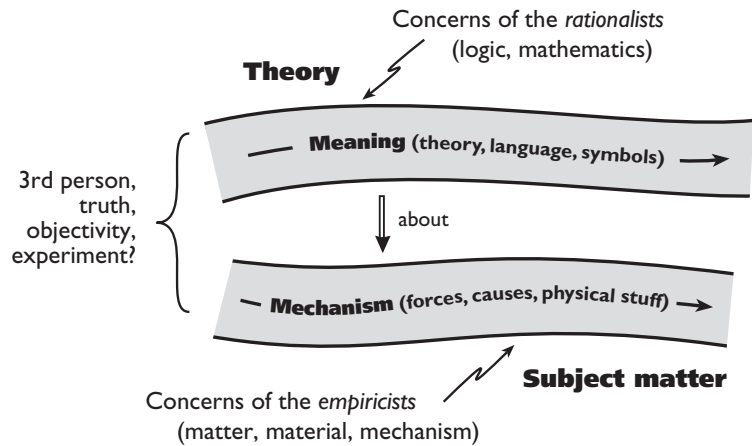 Concerns of the rationalists
(logic, mathematics)
Theory
Meaning (theory, language, symbols)
3rd person,
truth,
objectivity,
experiment?
about
Mechanism (forces, causes, physical stuff)
Subject matter
Concerns of the empiricists
(matter, material, mechanism)